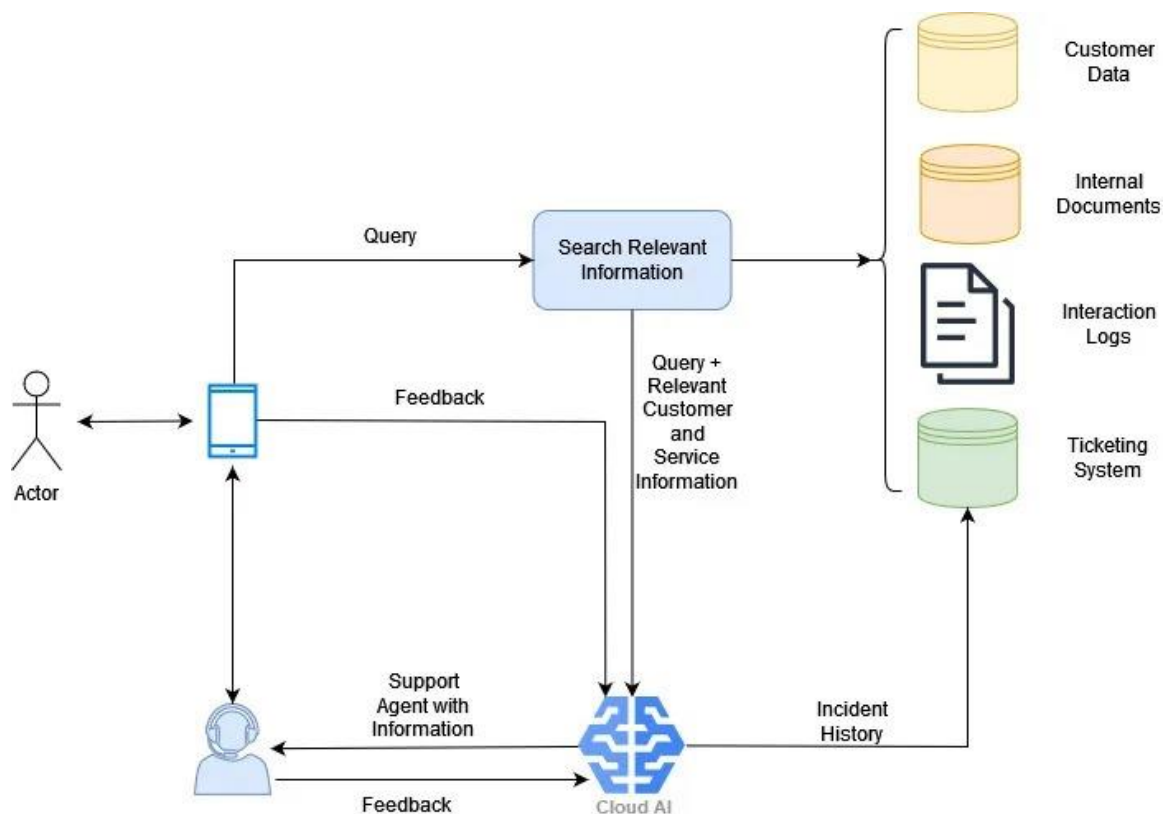 Customer
Data
Internal
Documents
Query
Search Relevant
Information
Interaction
Logs
Query +
Relevant
Customer
and
Service
Information
Feedback
Ticketing
System
Actor
Support
Agent with
Information
Incident
History
Feedback
Cloud AI